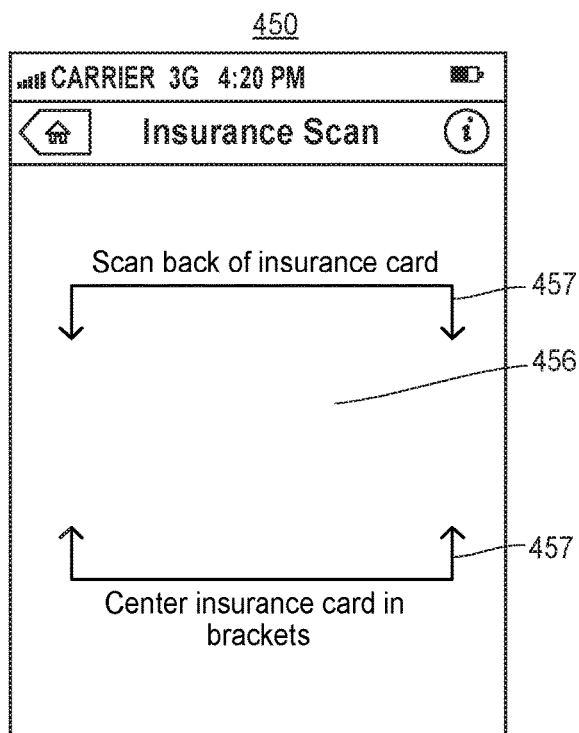 450
CARRIER 3G 4:20 PM
Insurance Scan i
Scan back of insurance card
457
456
457
Center insurance card in
brackets